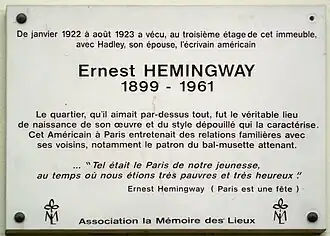 De janvier 1922 à août 1923 a vécu, au troisième étage de cet immeuble,
avec Hadley, son épouse, l'écrivain américain
Ernest HEMINGWAY
1899 - 1961
Le quartier, qu'il aimait par-dessus tout, fut le véritable lieu
de naissance de son œuvre et du style dépouillé qui la caractérise.
Cet Américain à Paris entretenait des relations familières avec
ses voisins, notamment le patron du bal-musette attenant.
... "Tel était le Paris de notre jeunesse,
au temps où nous étions très pauvres et très heureux".
Ernest Hemingway ( Paris est une fête )
Association la Mémoire des Lieux